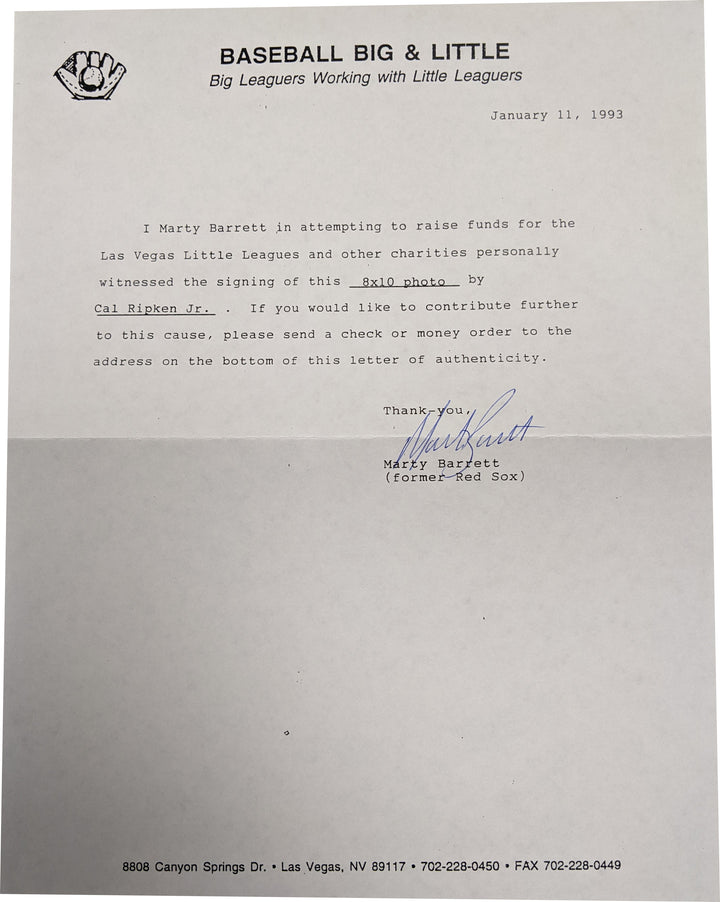 BASEBALL BIG & LITTLE
Big Leaguers Working with Little Leaguers
January 11, 1993
I Marty Barrett in attempting to raise funds for the
Las Vegas Little Leagues and other charities personally
witnessed the signing of this 8x10 photo by
Cal Ripken Jr. . If you would like to contribute further
to this cause, please send a check or money order to the
address on the bottom of this letter of authenticity.
Thank-you,
Marty Barrett
Marty Barrett
(former Red Sox)
8808 Canyon Springs Dr. • Las Vegas, NV 89117 • 702-228-0450 • FAX 702-228-0449